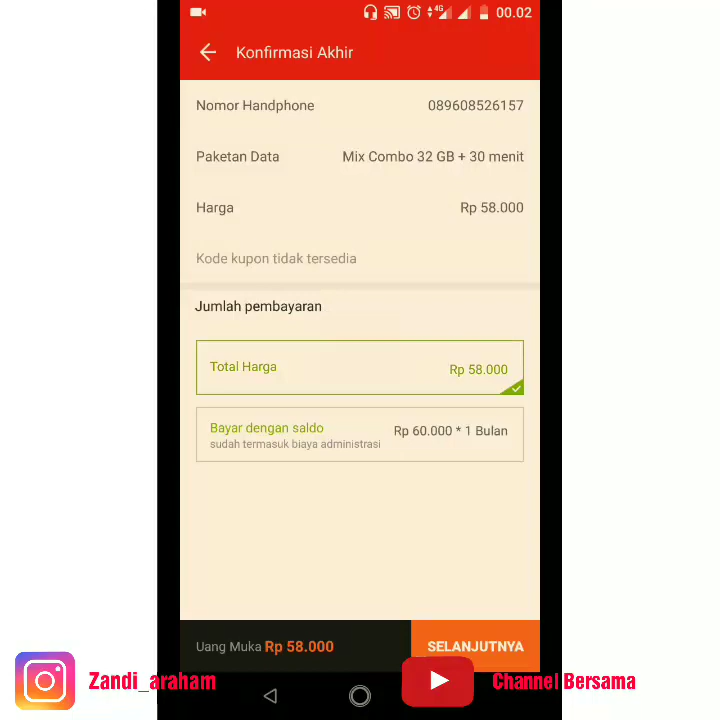 4G 00.02
Konfirmasi Akhir
Nomor Handphone 089608526157
Paketan Data Mix Combo 32 GB + 30 menit
Harga Rp 58.000
Kode kupon tidak tersedia
Jumlah pembayaran
Total Harga Rp 58.000
Bayar dengan saldo Rp 60.000 * 1 Bulan
sudah termasuk biaya administrasi
Uang Muka Rp 58.000 SELANJUTNYA
Zandi_araham Channel Bersama